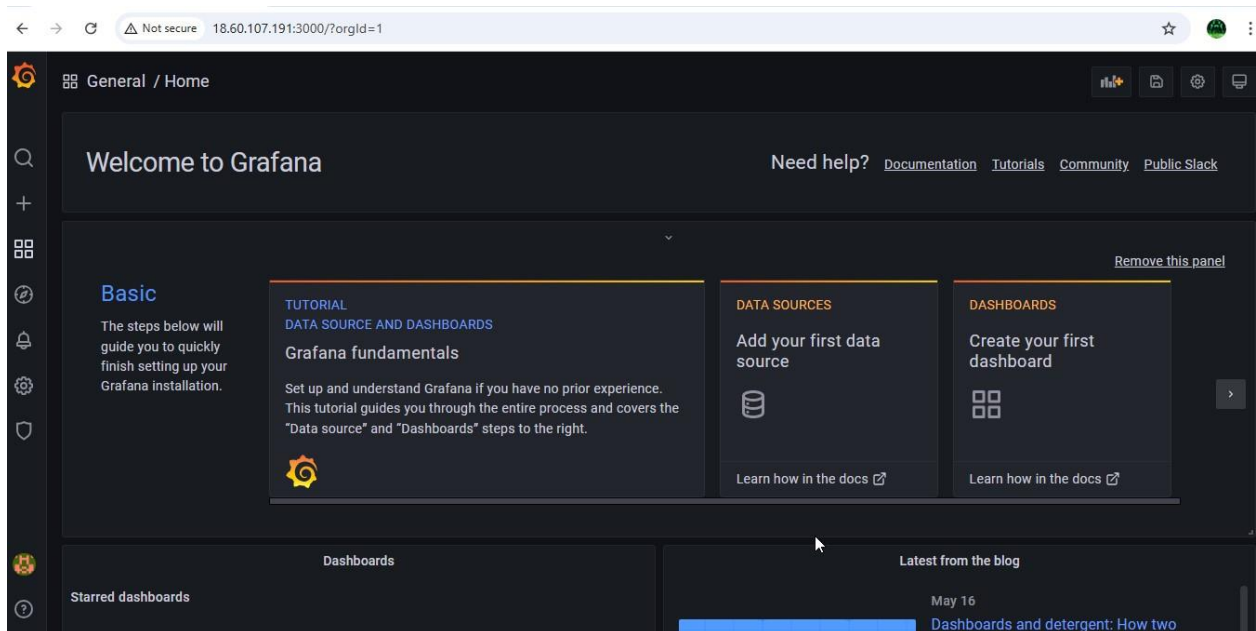 Not secure 18.60.107.191:3000/?orgId=1
General / Home
Welcome to Grafana
Need help? Documentation Tutorials Community Public Slack
Remove this panel
Basic
The steps below will
guide you to quickly
finish setting up your
Grafana installation.
TUTORIAL
DATA SOURCE AND DASHBOARDS
Grafana fundamentals
Set up and understand Grafana if you have no prior experience.
This tutorial guides you through the entire process and covers the
"Data source" and "Dashboards" steps to the right.
DATA SOURCES
Add your first data
source
Learn how in the docs
DASHBOARDS
Create your first
dashboard
Learn how in the docs
Dashboards
Starred dashboards
Latest from the blog
May 16
Dashboards and detergent: How two